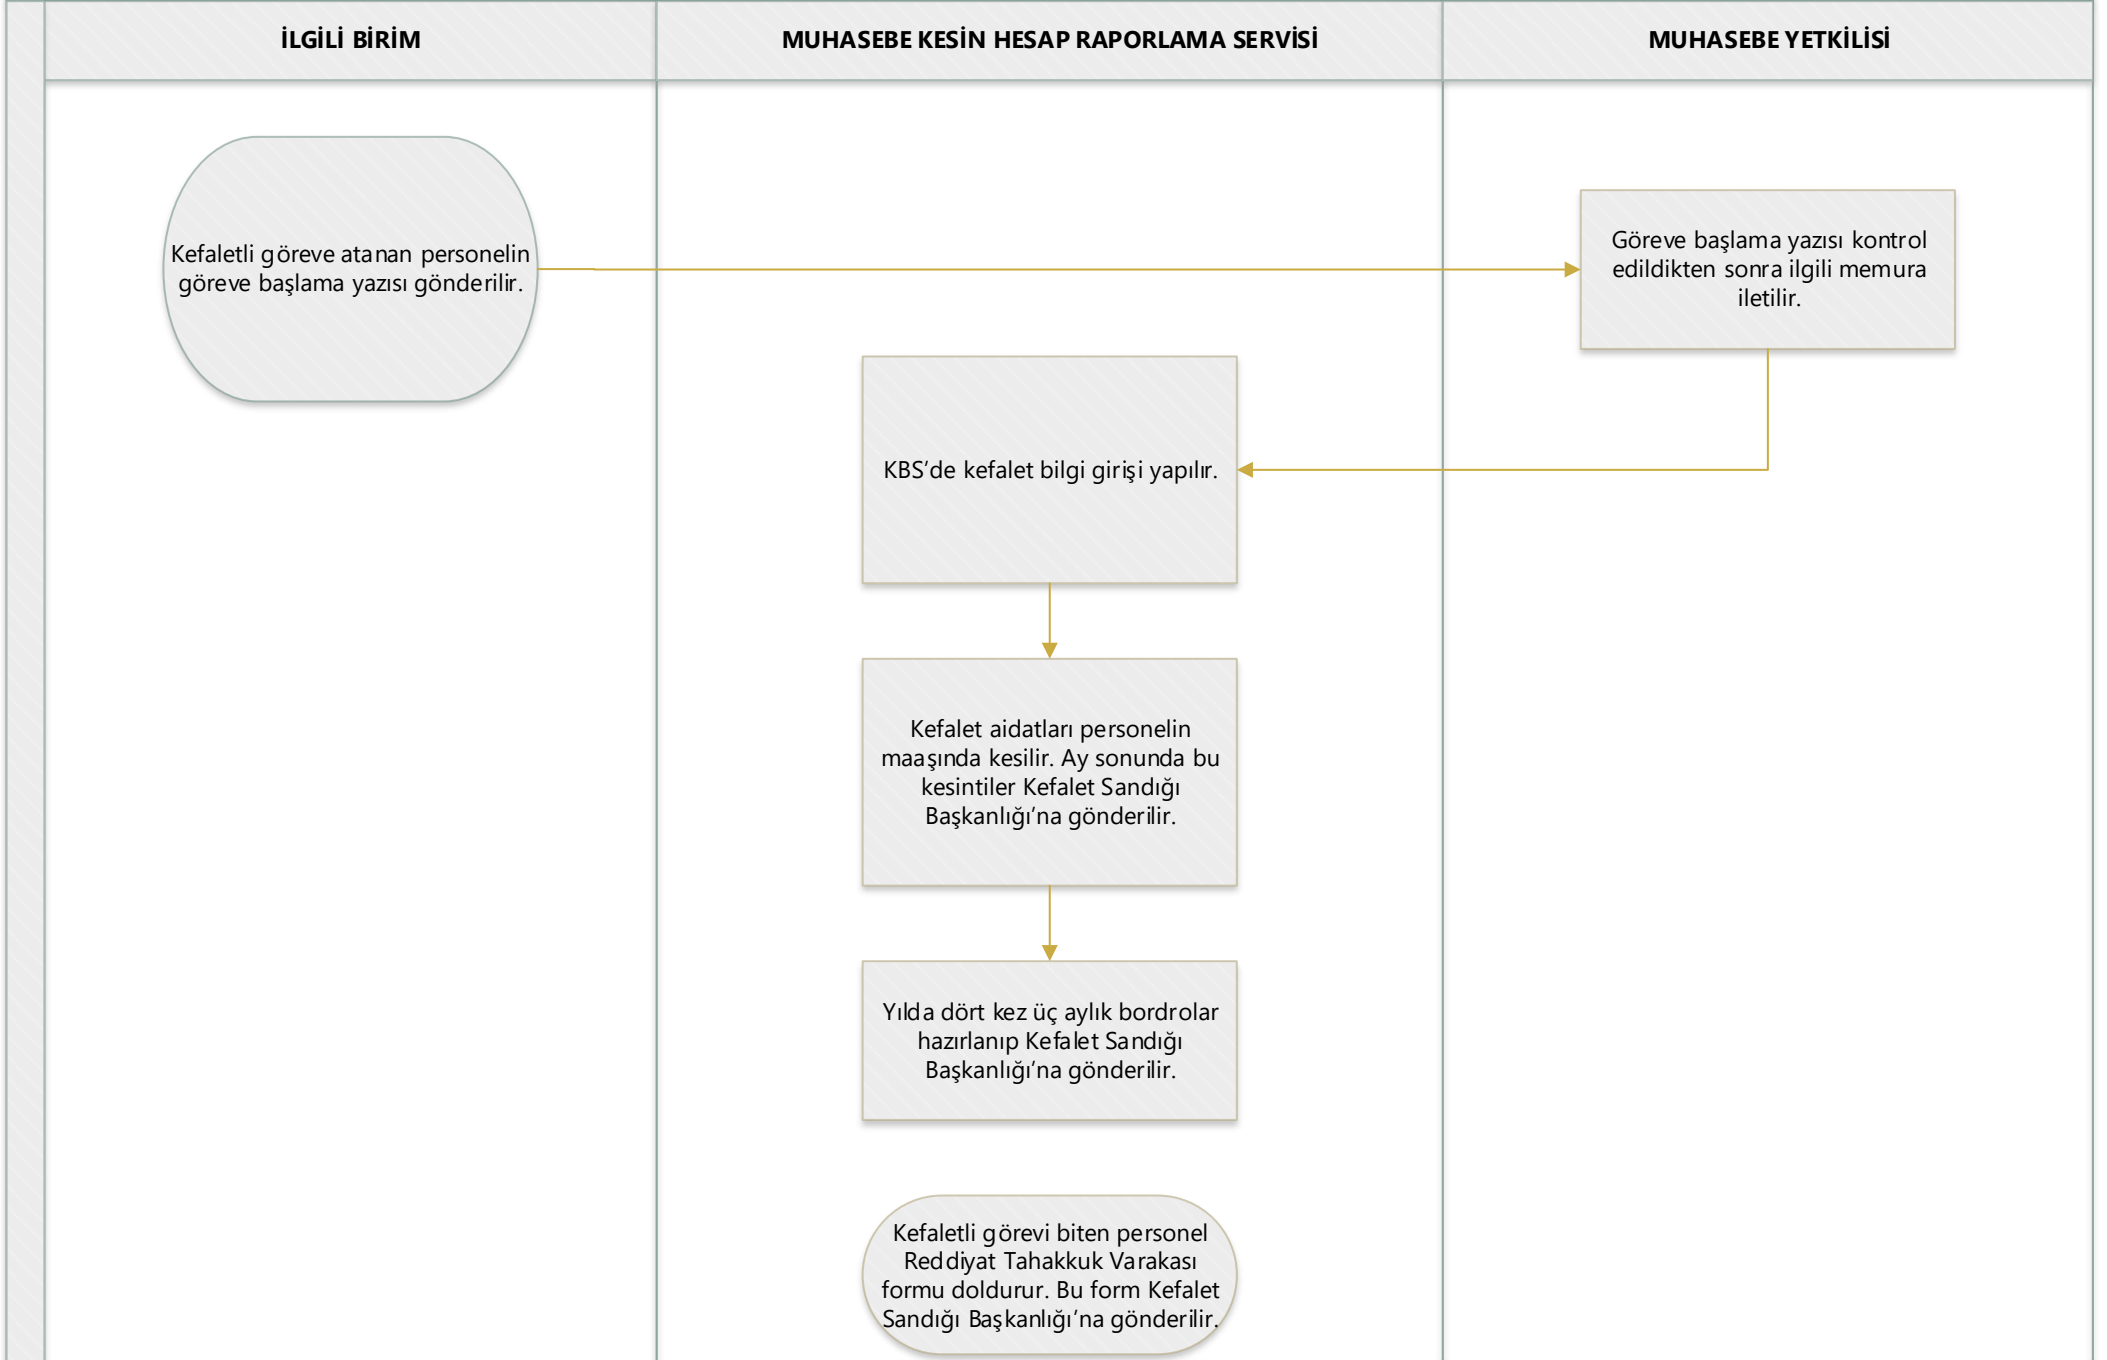 İLGİLİ BİRİM
MUHASEBE KESİN HESAP RAPORLAMA SERVİSİ
MUHASEBE YETKİLİSİ
Kefaletli göreve atanan personelin
göreve başlama yazısı gönderilir.
Göreve başlama yazısı kontrol
edildikten sonra ilgili memura
iletilir.
KBS’de kefalet bilgi girişi yapılır.
Kefalet aidatları personelin
maaşında kesilir. Ay sonunda bu
kesintiler Kefalet Sandığı
Başkanlığı’na gönderilir.
Yılda dört kez üç aylık bordrolar
hazırlanıp Kefalet Sandığı
Başkanlığı’na gönderilir.
Kefaletli görevi biten personel
Reddiyat Tahakkuk Varakası
formu doldurur. Bu form Kefalet
Sandığı Başkanlığı’na gönderilir.